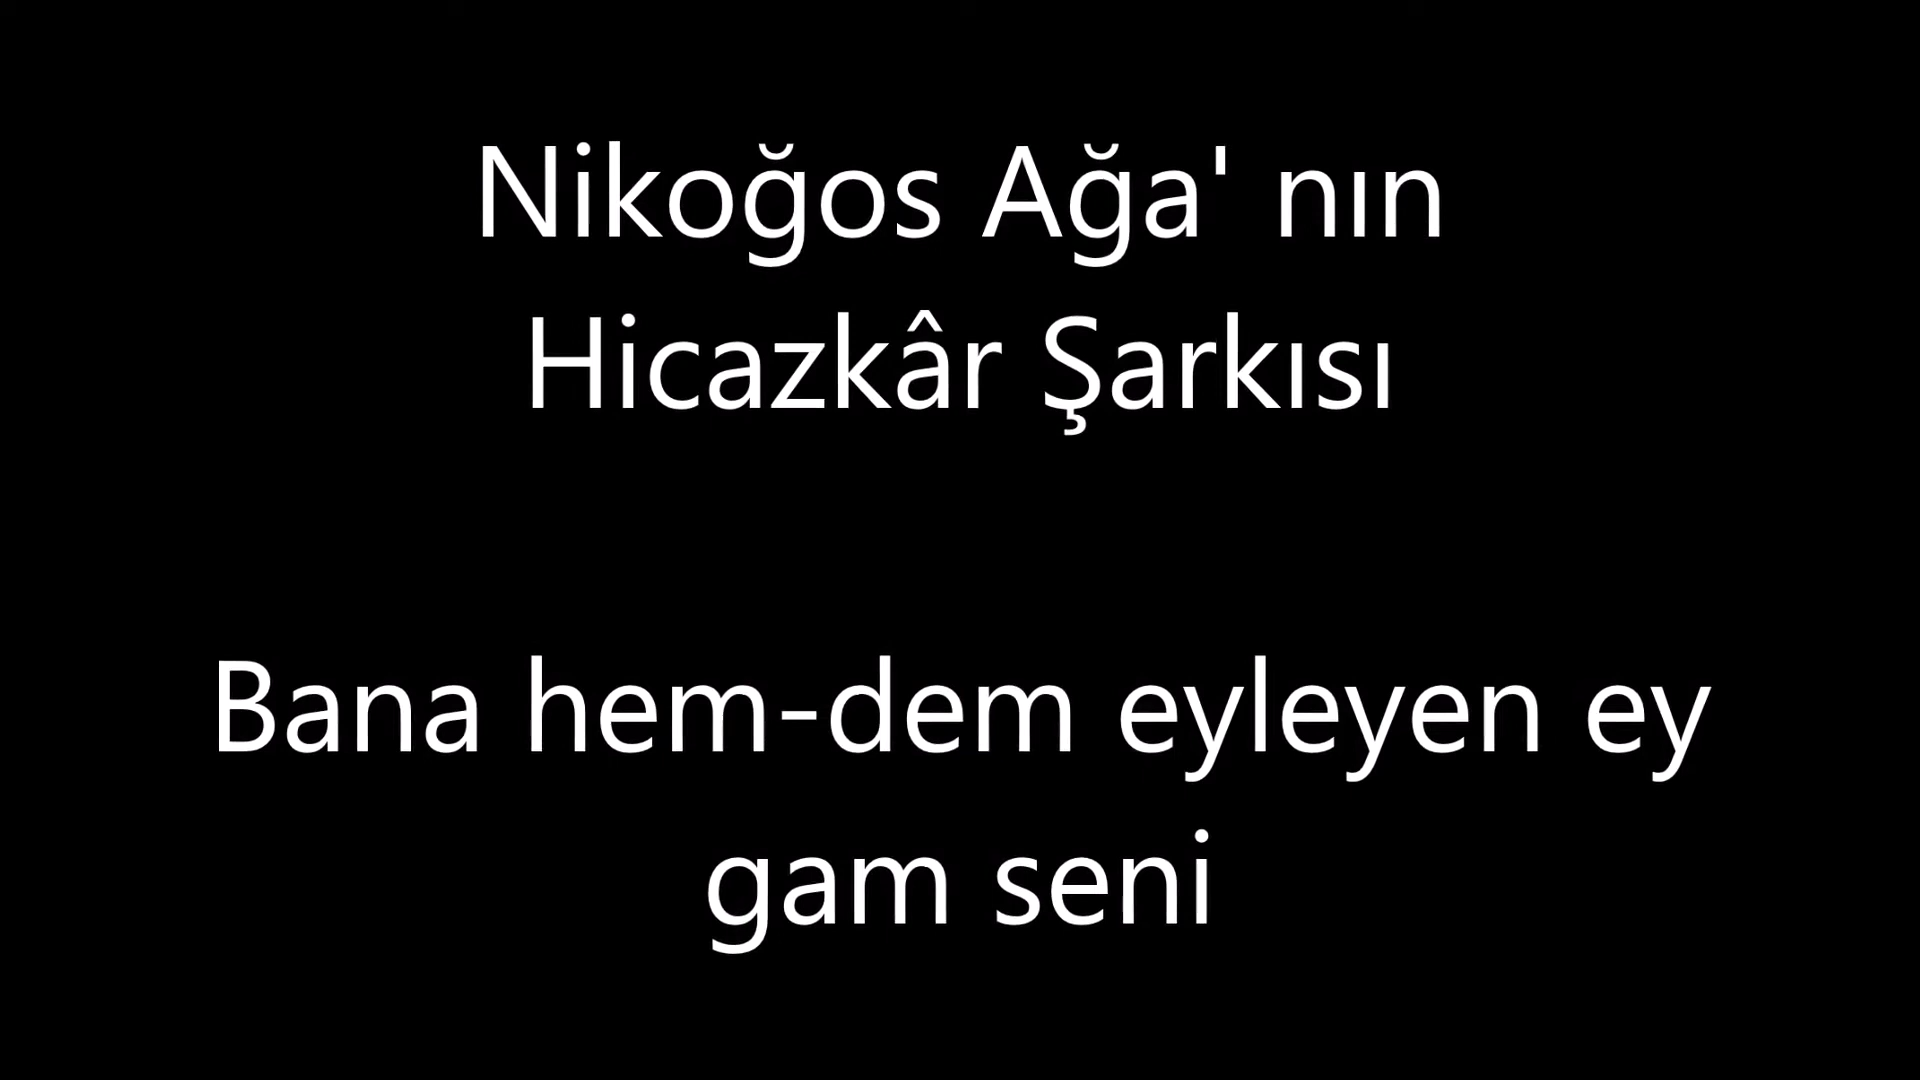 Nikoğos Ağa' nın
Hicazkâr Şarkısı
Bana hem-dem eyleyen ey
gam seni